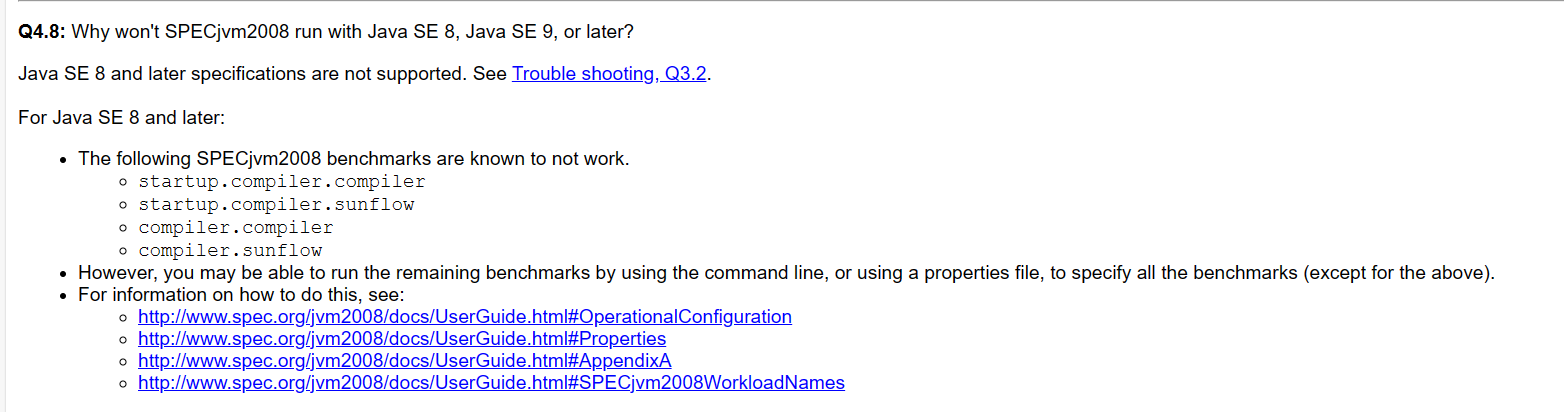 Q4.8: Why won't SPECjvm2008 run with Java SE 8, Java SE 9, or later?
Java SE 8 and later specifications are not supported. See Trouble shooting, Q3.2.
For Java SE 8 and later:
The following SPECjvm2008 benchmarks are known to not work.
startup.compiler.compiler
startup.compiler.sunflow
compiler.compiler
compiler.sunflow
However, you may be able to run the remaining benchmarks by using the command line, or using a properties file, to specify all the benchmarks (except for the above).
For information on how to do this, see:
http://www.spec.org/jvm2008/docs/UserGuide.html#OperationalConfiguration
http://www.spec.org/jvm2008/docs/UserGuide.html#Properties
http://www.spec.org/jvm2008/docs/UserGuide.html#AppendixA
http://www.spec.org/jvm2008/docs/UserGuide.html#SPECjvm2008WorkloadNames